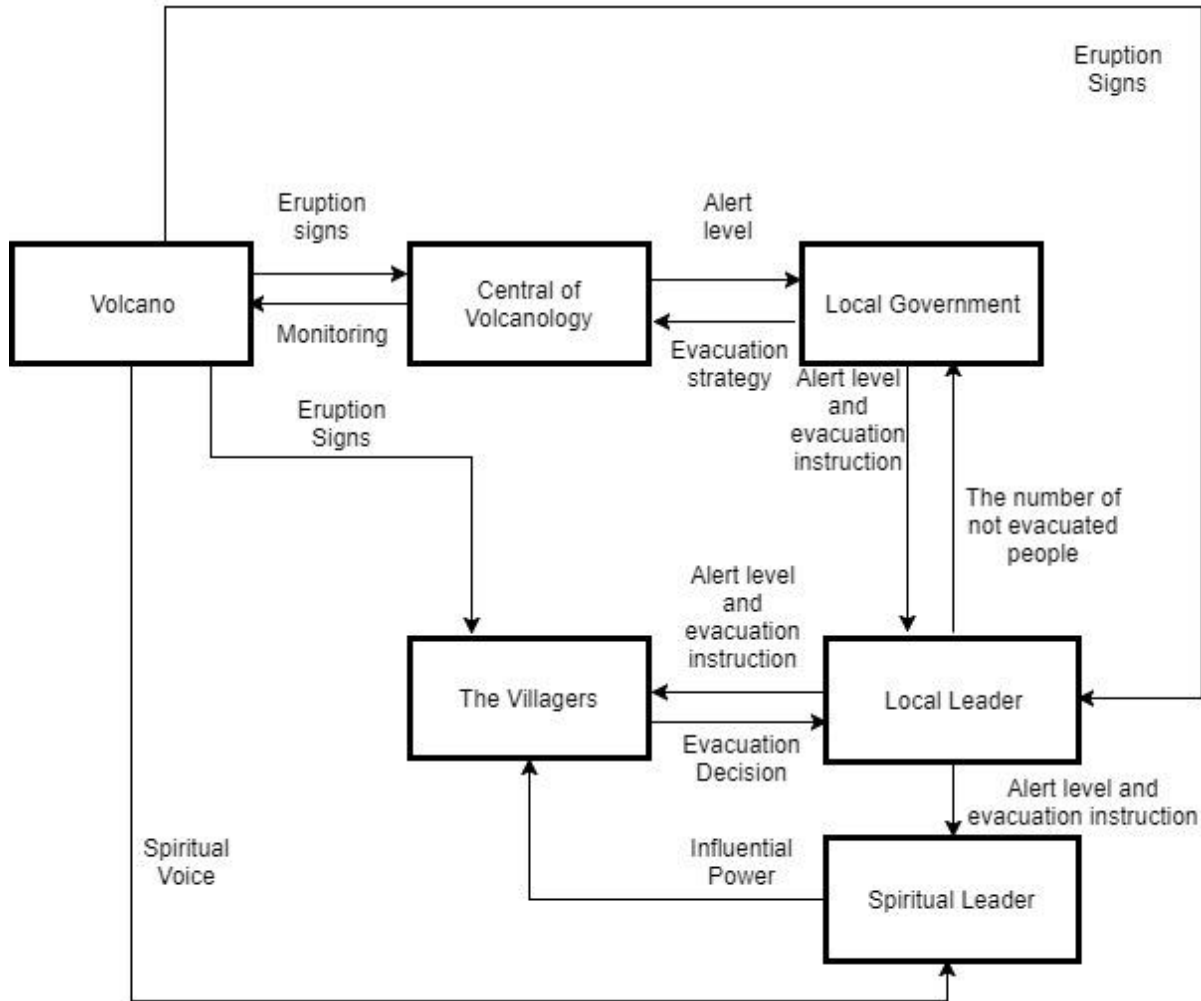 Eruption
Signs
Eruption
signs
Alert
level
Volcano
Central of
Volcanology
Local Government
Monitoring
Evacuation
strategy
Alert level
and
evacuation
instruction
Eruption
Signs
The number of
not evacuated
people
Alert level
and
evacuation
instruction
The Villagers
Local Leader
Evacuation
Decision
Alert level and
evacuation instruction
Spiritual
Voice
Influential
Power
Spiritual Leader